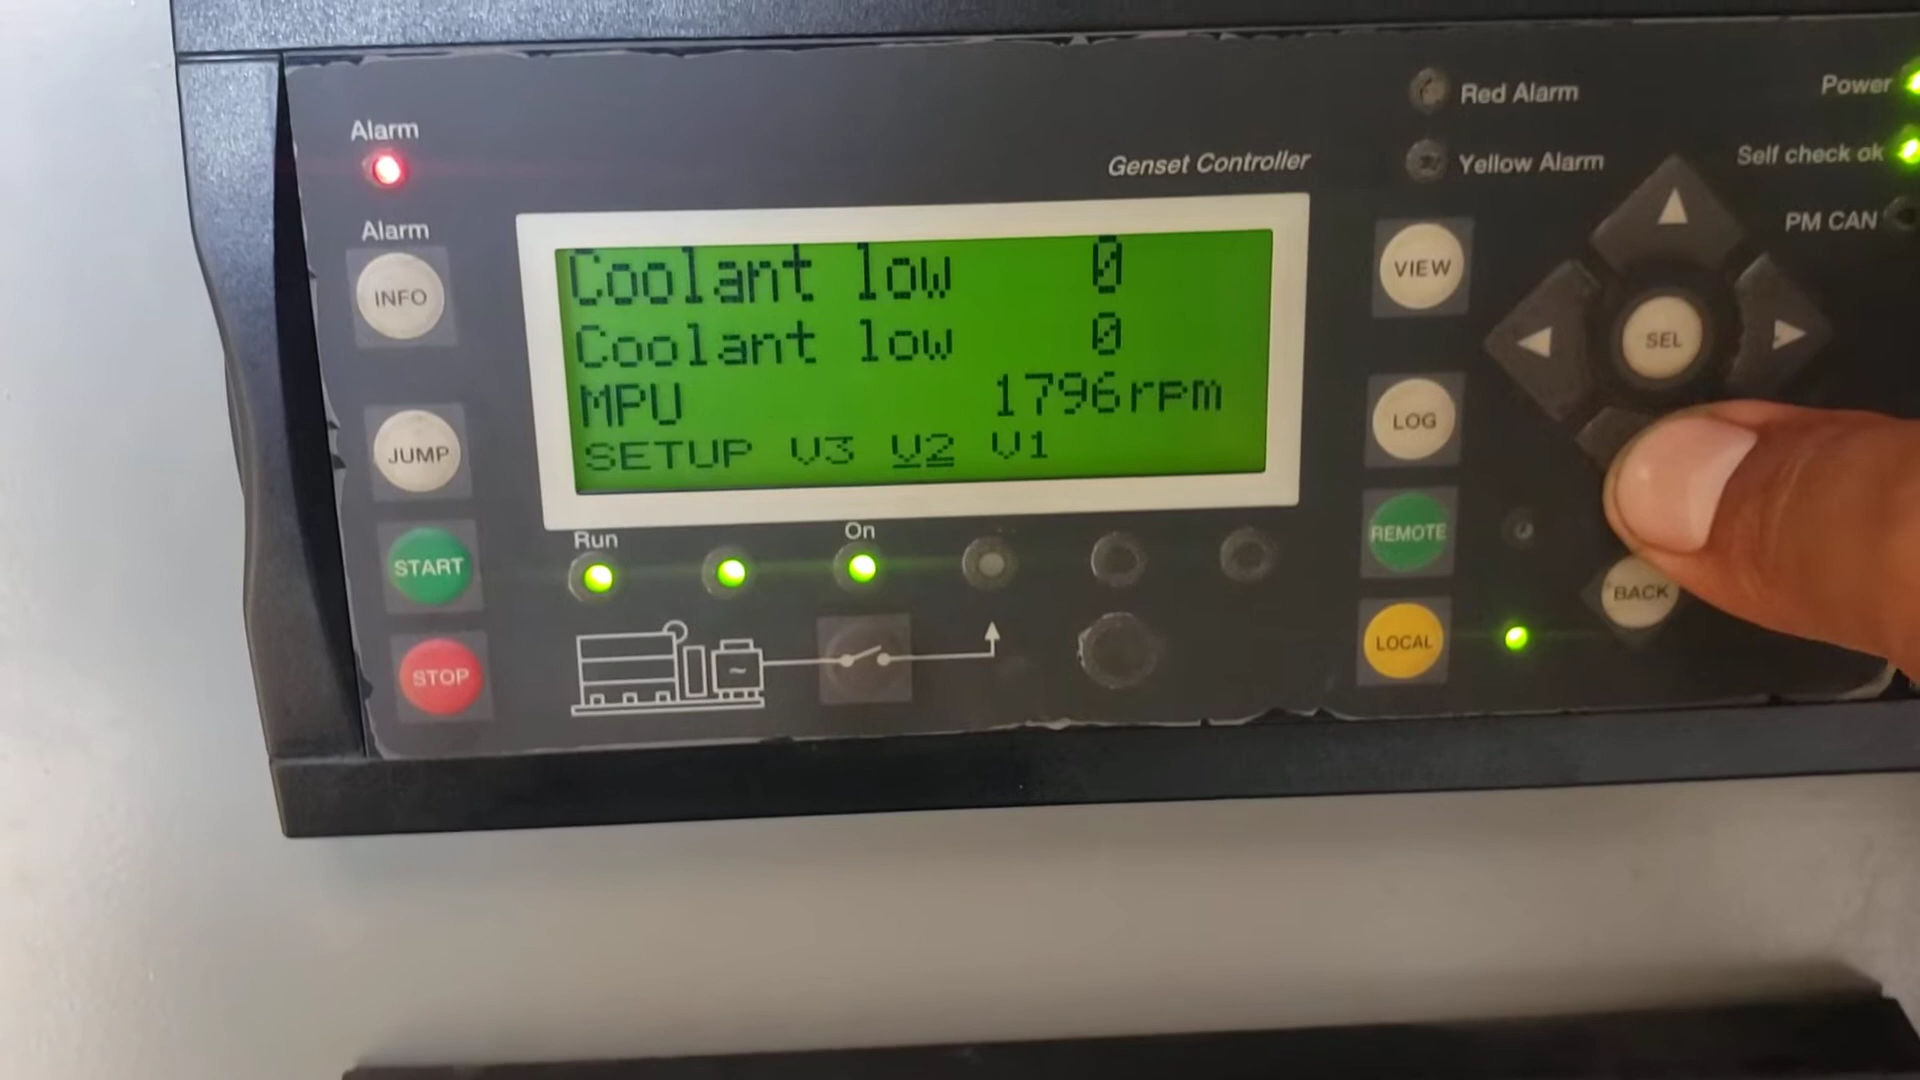 Alarm
Red Alarm
Power
Yellow Alarm
Self check ok
Genset Controller
PM CAN
Alarm
INFO
VIEW
SEL
JUMP
LOG
START
REMOTE
STOP
LOCAL
BACK
Coolant low 0
Coolant low 0
MPU 1796rpm
SETUP V3 V2 V1
Run
On
~